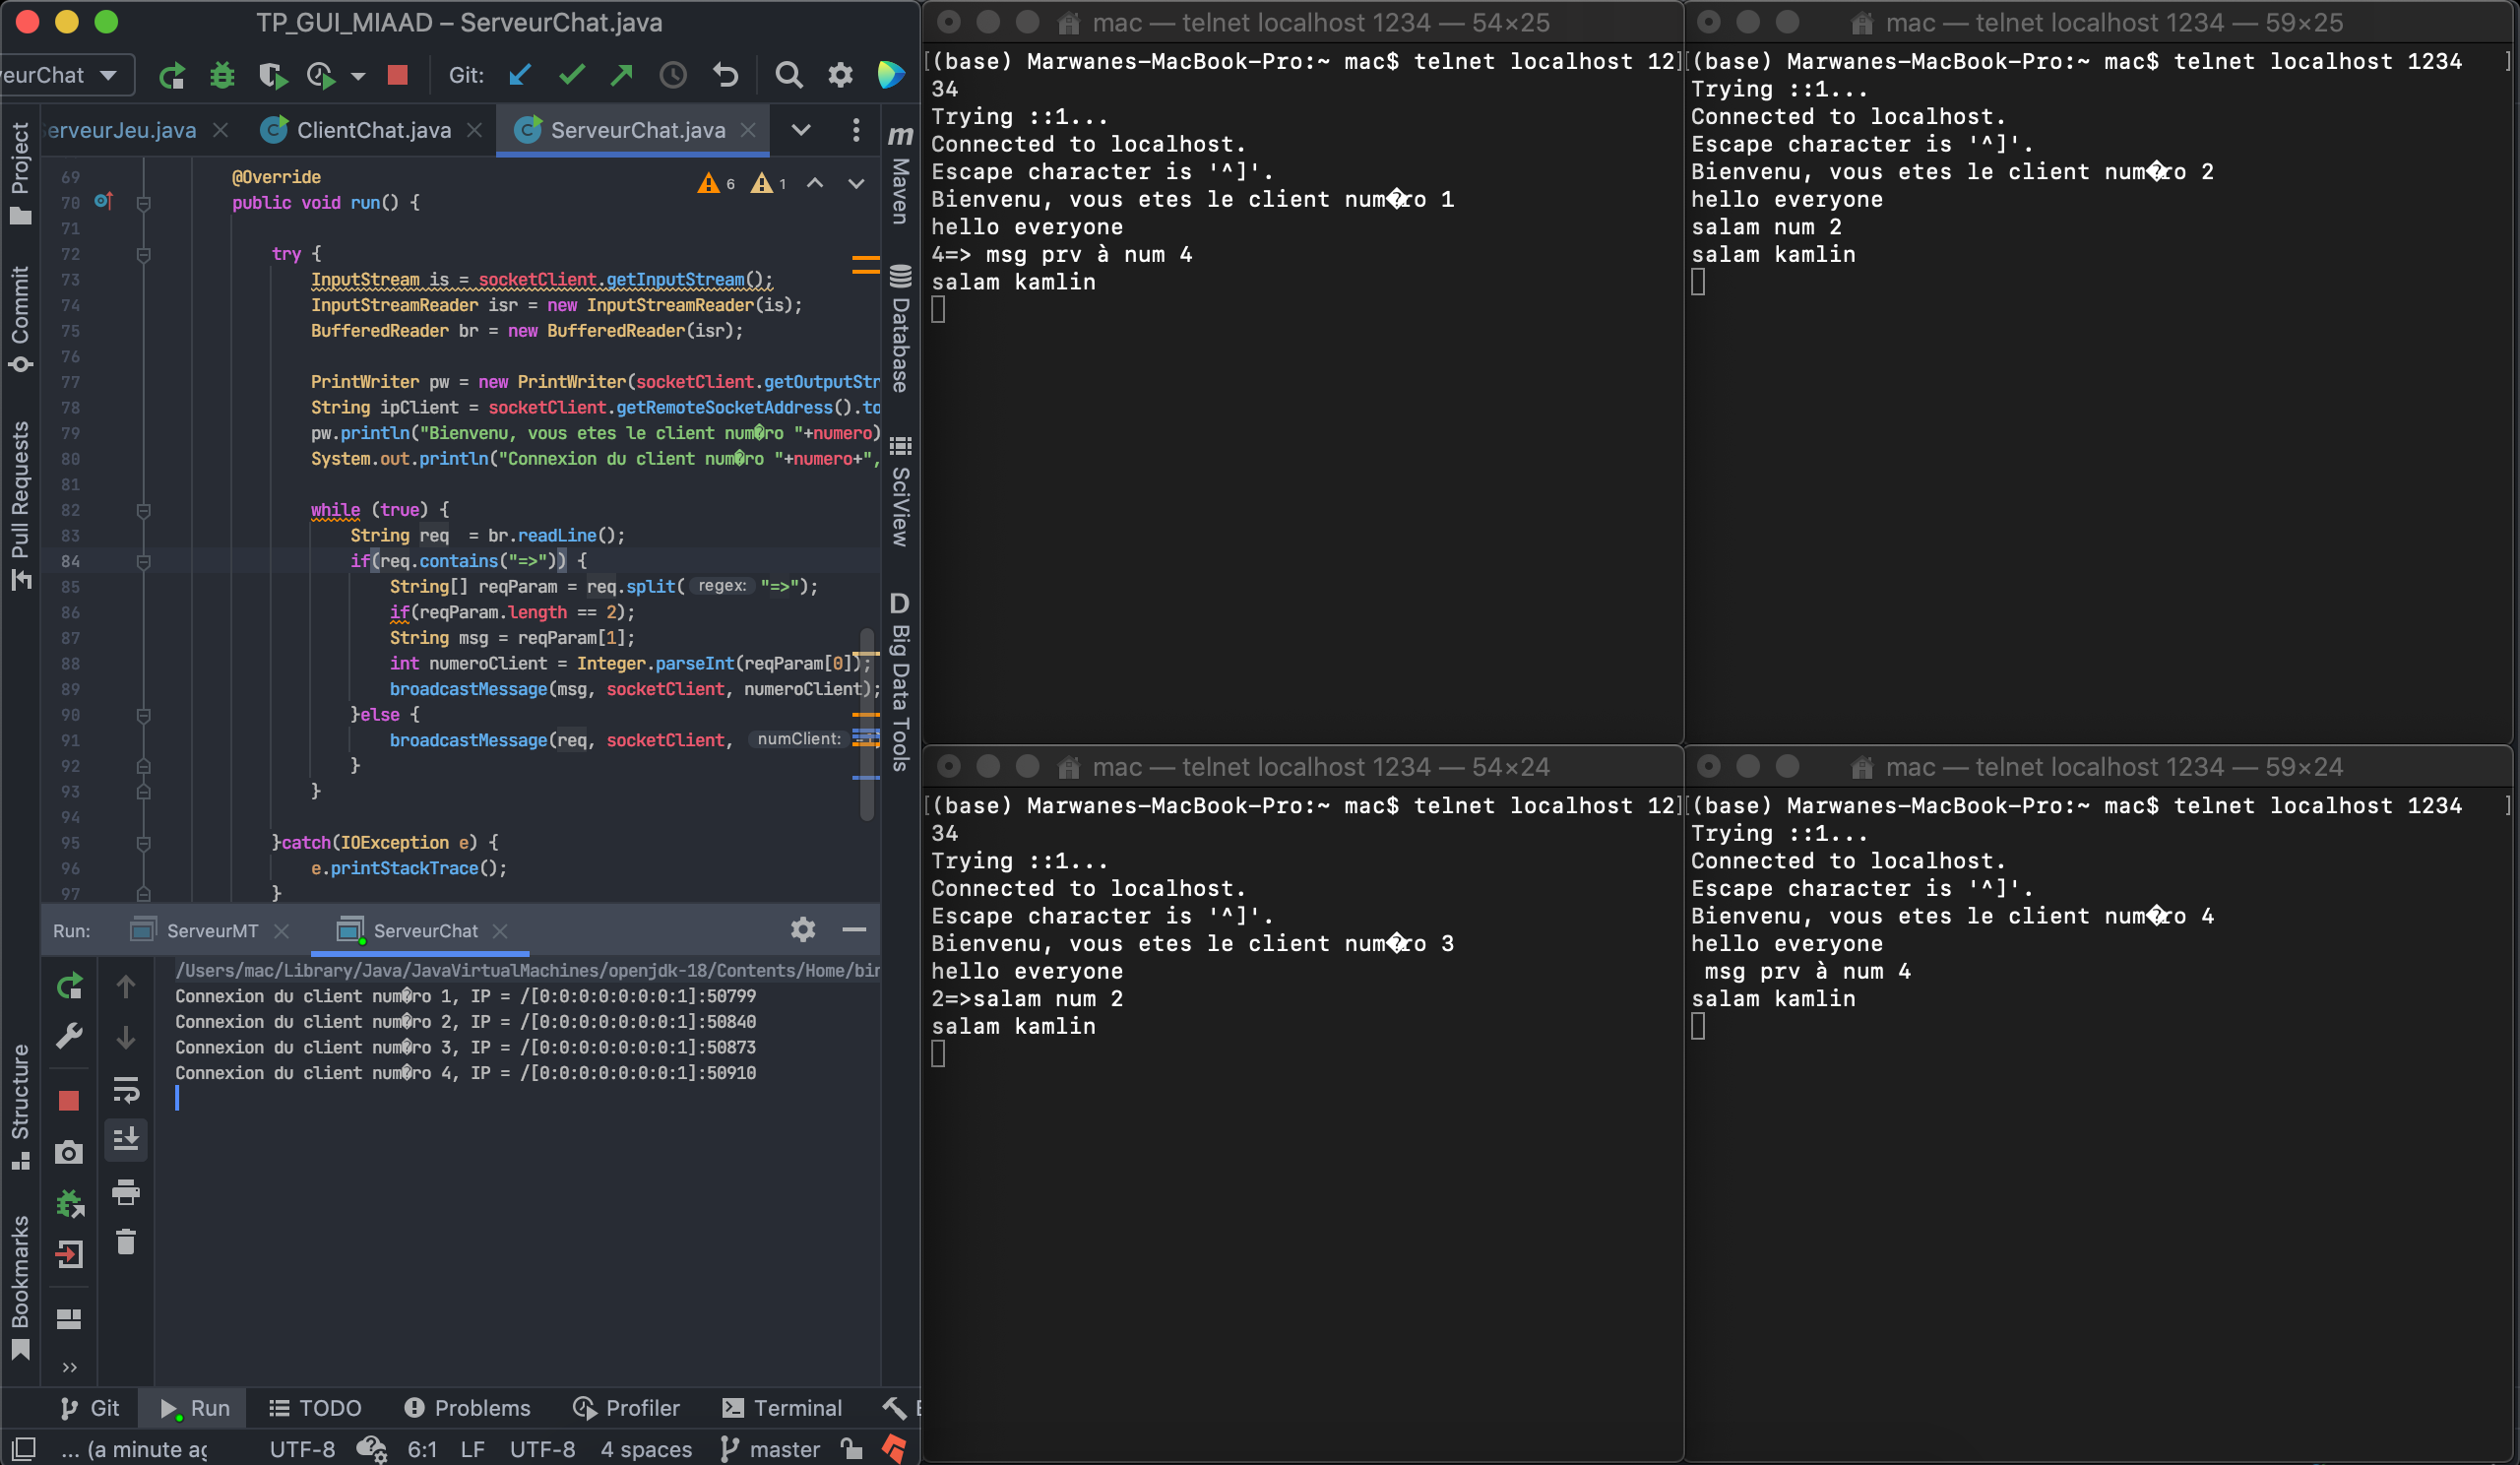 TP_GUI_MIAAD – ServeurChat.java
veurChat
Git:
erveurJeu.java
ClientChat.java
ServeurChat.java
Project
Commit
Pull Requests
Structure
Bookmarks
Maven
Database
SciView
D Big Data Tools
6
1
69 @Override
70 public void run() {
71
72 try {
73 InputStream is = socketClient.getInputStream();
74 InputStreamReader isr = new InputStreamReader(is);
75 BufferedReader br = new BufferedReader(isr);
76
77 PrintWriter pw = new PrintWriter(socketClient.getOutputStr
78 String ipClient = socketClient.getRemoteSocketAddress().to
79 pw.println("Bienvenu, vous etes le client num�ro "+numero)
80 System.out.println("Connexion du client num�ro "+numero+",
81
82 while (true) {
83 String req  = br.readLine();
84 if(req.contains("=>")) {
85 String[] reqParam = req.split( regex: "=>");
86 if(reqParam.length == 2);
87 String msg = reqParam[1];
88 int numeroClient = Integer.parseInt(reqParam[0]);
89 broadcastMessage(msg, socketClient, numeroClient);
90 }else {
91 broadcastMessage(req, socketClient, numClient:
92 }
93 }
94
95 }catch(IOException e) {
96 e.printStackTrace();
97 }
Run:
ServeurMT
ServeurChat
/Users/mac/Library/Java/JavaVirtualMachines/openjdk-18/Contents/Home/bin
Connexion du client num�ro 1, IP = /[0:0:0:0:0:0:0:1]:50799
Connexion du client num�ro 2, IP = /[0:0:0:0:0:0:0:1]:50840
Connexion du client num�ro 3, IP = /[0:0:0:0:0:0:0:1]:50873
Connexion du client num�ro 4, IP = /[0:0:0:0:0:0:0:1]:50910
Git
Run
TODO
Problems
Profiler
Terminal
... (a minute ag
UTF-8
6:1
LF
UTF-8
4 spaces
master
mac — telnet localhost 1234 — 54×25
[(base) Marwanes-MacBook-Pro:~ mac$ telnet localhost 12]
34
Trying ::1...
Connected to localhost.
Escape character is '^]'.
Bienvenu, vous etes le client num�ro 1
hello everyone
4=> msg prv à num 4
salam kamlin
mac — telnet localhost 1234 — 59×25
[(base) Marwanes-MacBook-Pro:~ mac$ telnet localhost 1234   ]
Trying ::1...
Connected to localhost.
Escape character is '^]'.
Bienvenu, vous etes le client num�ro 2
hello everyone
salam num 2
salam kamlin
mac — telnet localhost 1234 — 54×24
[(base) Marwanes-MacBook-Pro:~ mac$ telnet localhost 12]
34
Trying ::1...
Connected to localhost.
Escape character is '^]'.
Bienvenu, vous etes le client num�ro 3
hello everyone
2=>salam num 2
salam kamlin
mac — telnet localhost 1234 — 59×24
[(base) Marwanes-MacBook-Pro:~ mac$ telnet localhost 1234   ]
Trying ::1...
Connected to localhost.
Escape character is '^]'.
Bienvenu, vous etes le client num�ro 4
hello everyone
 msg prv à num 4
salam kamlin